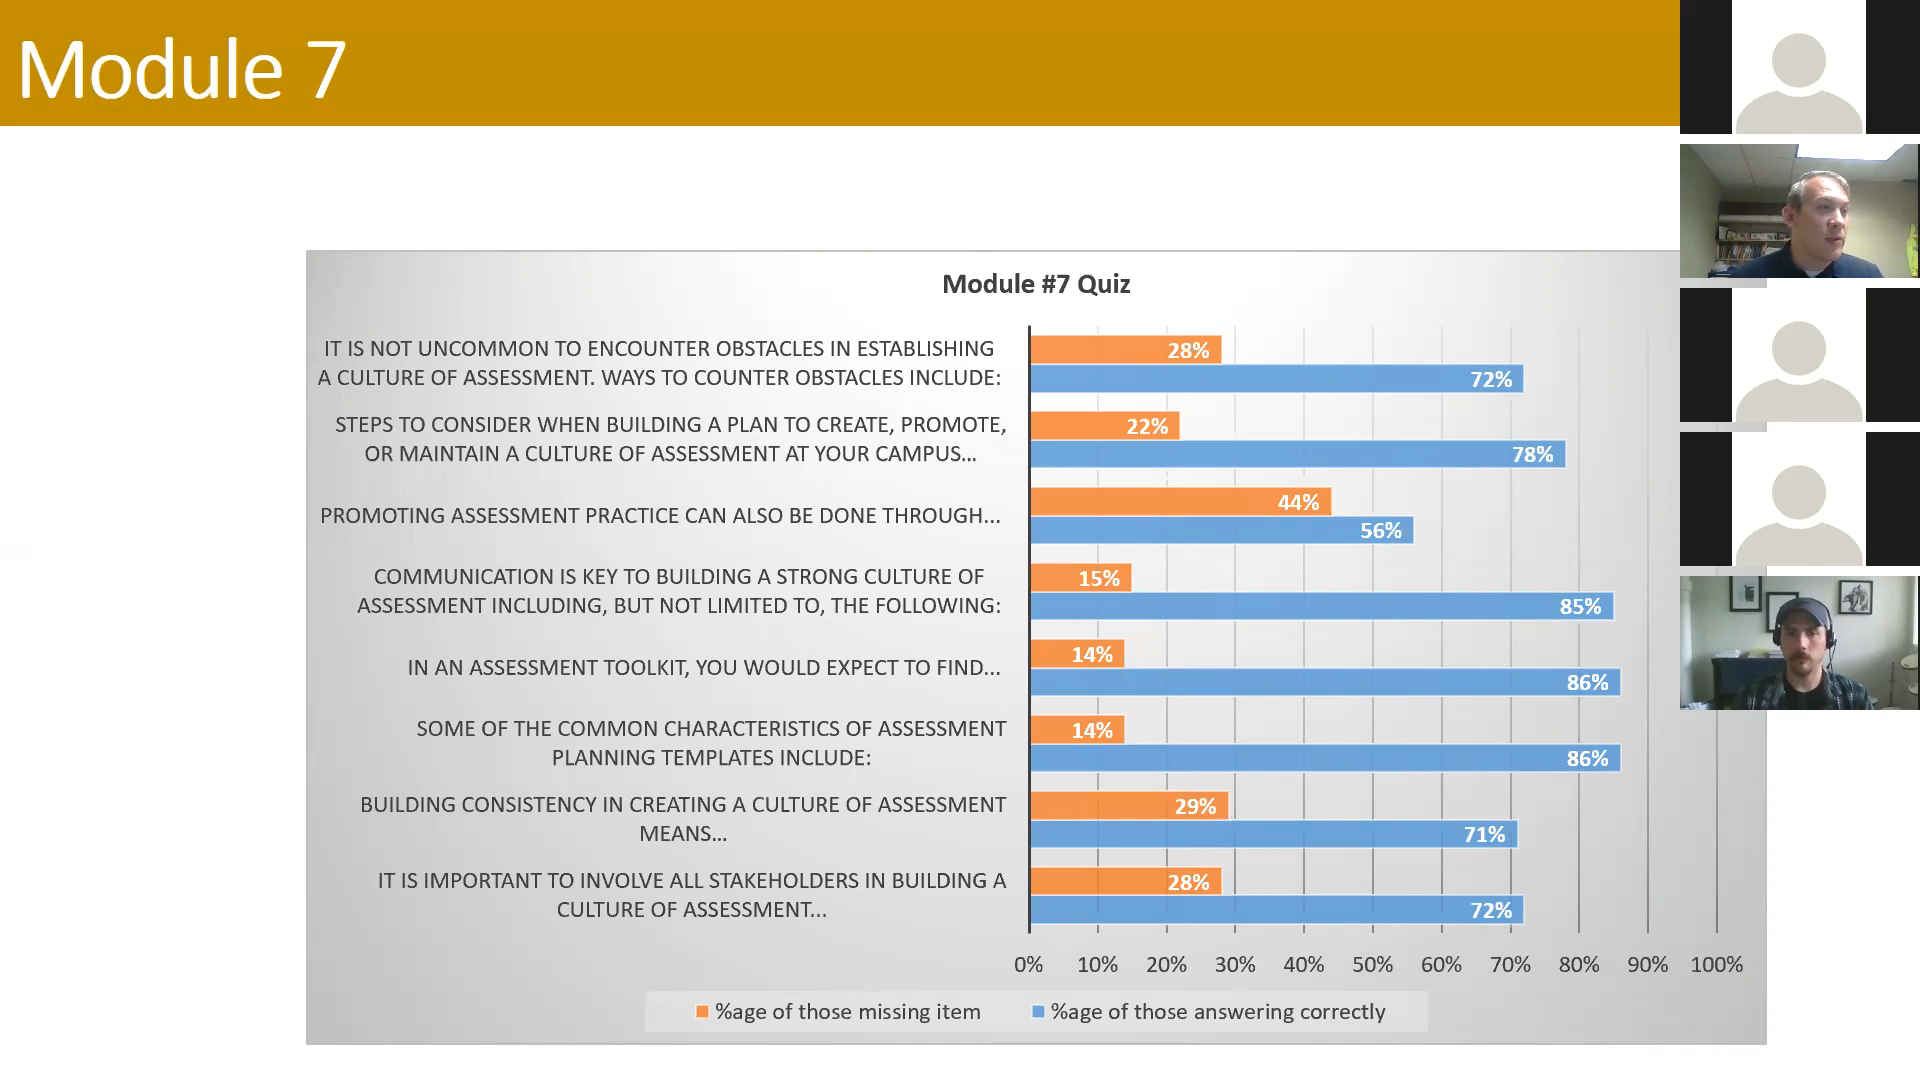 Module 7
Module #7 Quiz
IT IS NOT UNCOMMON TO ENCOUNTER OBSTACLES IN ESTABLISHING
A CULTURE OF ASSESSMENT. WAYS TO COUNTER OBSTACLES INCLUDE:
28%
72%
STEPS TO CONSIDER WHEN BUILDING A PLAN TO CREATE, PROMOTE,
OR MAINTAIN A CULTURE OF ASSESSMENT AT YOUR CAMPUS...
22%
78%
PROMOTING ASSESSMENT PRACTICE CAN ALSO BE DONE THROUGH...
44%
56%
COMMUNICATION IS KEY TO BUILDING A STRONG CULTURE OF
ASSESSMENT INCLUDING, BUT NOT LIMITED TO, THE FOLLOWING:
15%
85%
IN AN ASSESSMENT TOOLKIT, YOU WOULD EXPECT TO FIND...
14%
86%
SOME OF THE COMMON CHARACTERISTICS OF ASSESSMENT
PLANNING TEMPLATES INCLUDE:
14%
86%
BUILDING CONSISTENCY IN CREATING A CULTURE OF ASSESSMENT
MEANS...
29%
71%
IT IS IMPORTANT TO INVOLVE ALL STAKEHOLDERS IN BUILDING A
CULTURE OF ASSESSMENT...
28%
72%
0% 10% 20% 30% 40% 50% 60% 70% 80% 90% 100%
%age of those missing item %age of those answering correctly